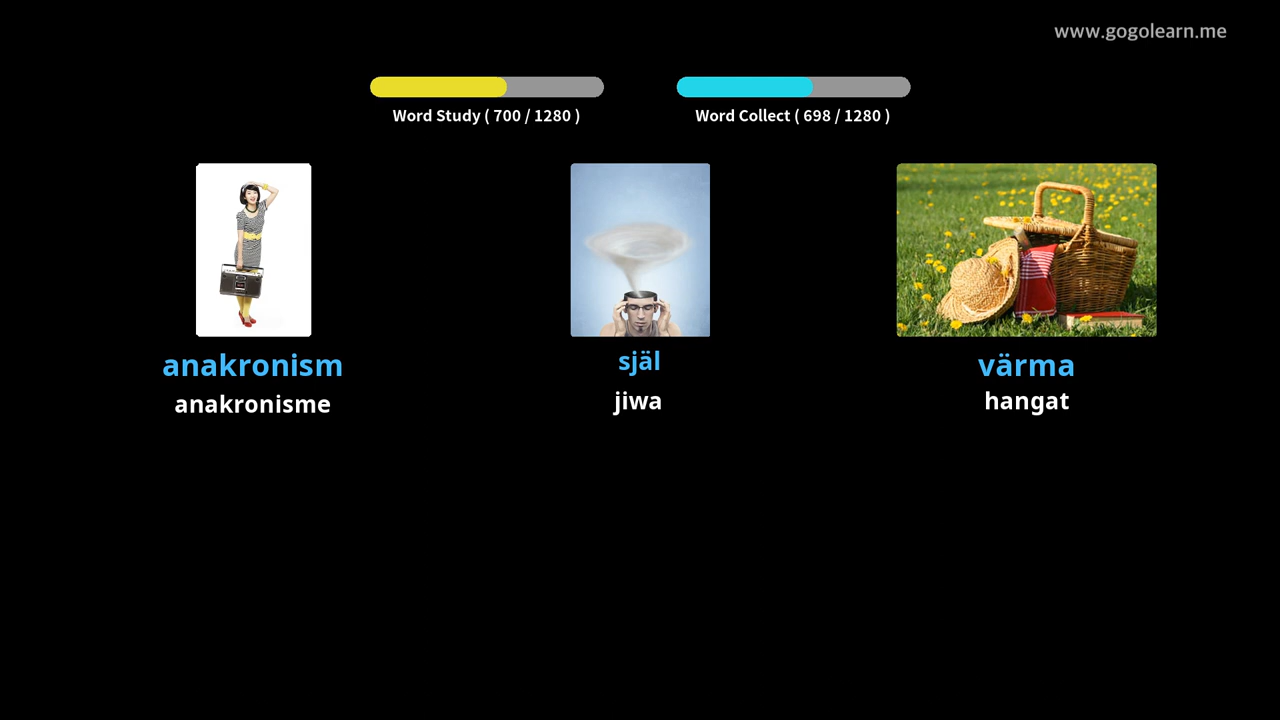 www.gogolearn.me
Word Study ( 700 / 1280 )
Word Collect ( 698 / 1280 )
anakronism
anakronisme
själ
jiwa
värma
hangat